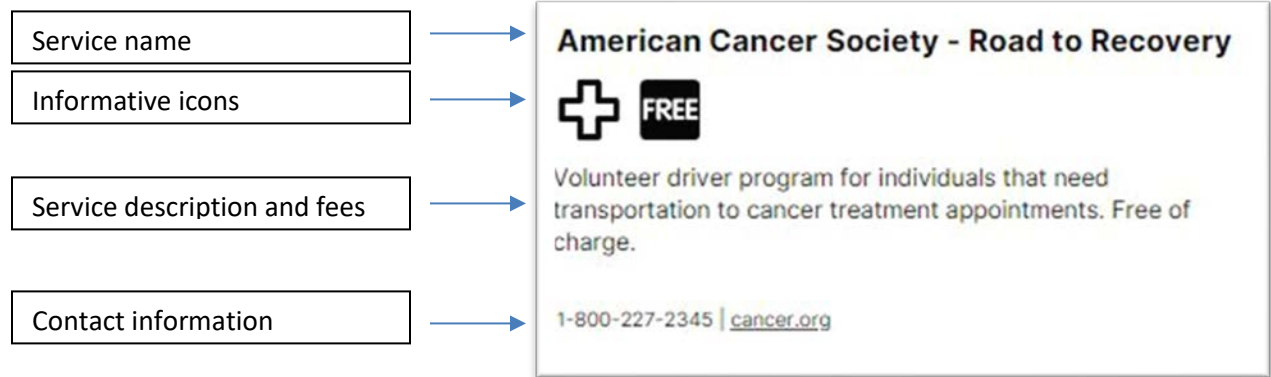 Service name
American Cancer Society - Road to Recovery
Informative icons
FREE
Service description and fees
Volunteer driver program for individuals that need
transportation to cancer treatment appointments. Free of
charge.
Contact information
1-800-227-2345 | cancer.org